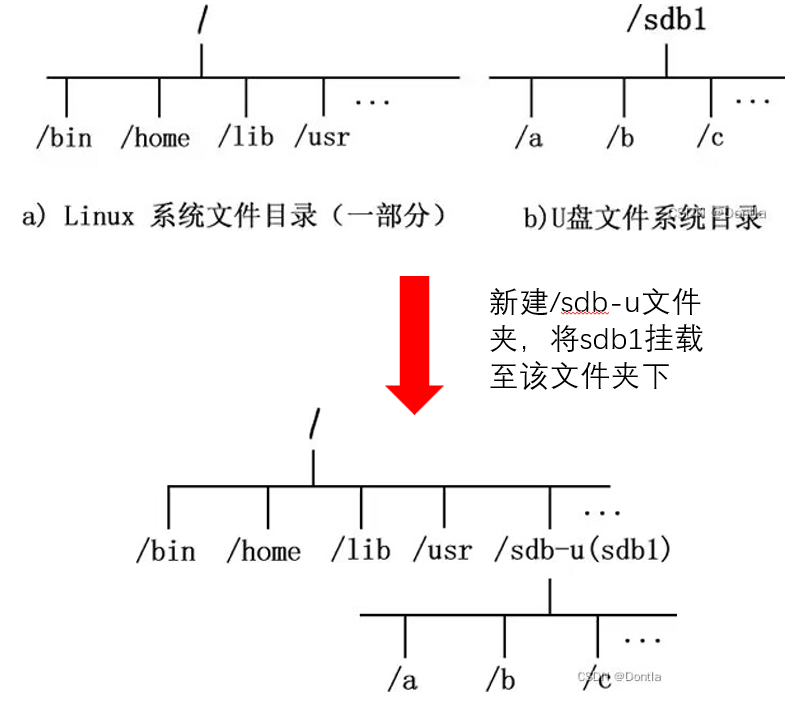 / /sdb1
/bin /home /lib /usr ... /a /b /c ...
a) Linux 系统文件目录（一部分） b)U盘文件系统目录
CSDN @Dontla
新建/sdb-u文件
夹，将sdb1挂载
至该文件夹下
/
/bin /home /lib /usr /sdb-u(sdb1) ...
/a /b /c ...
CSDN @Dontla